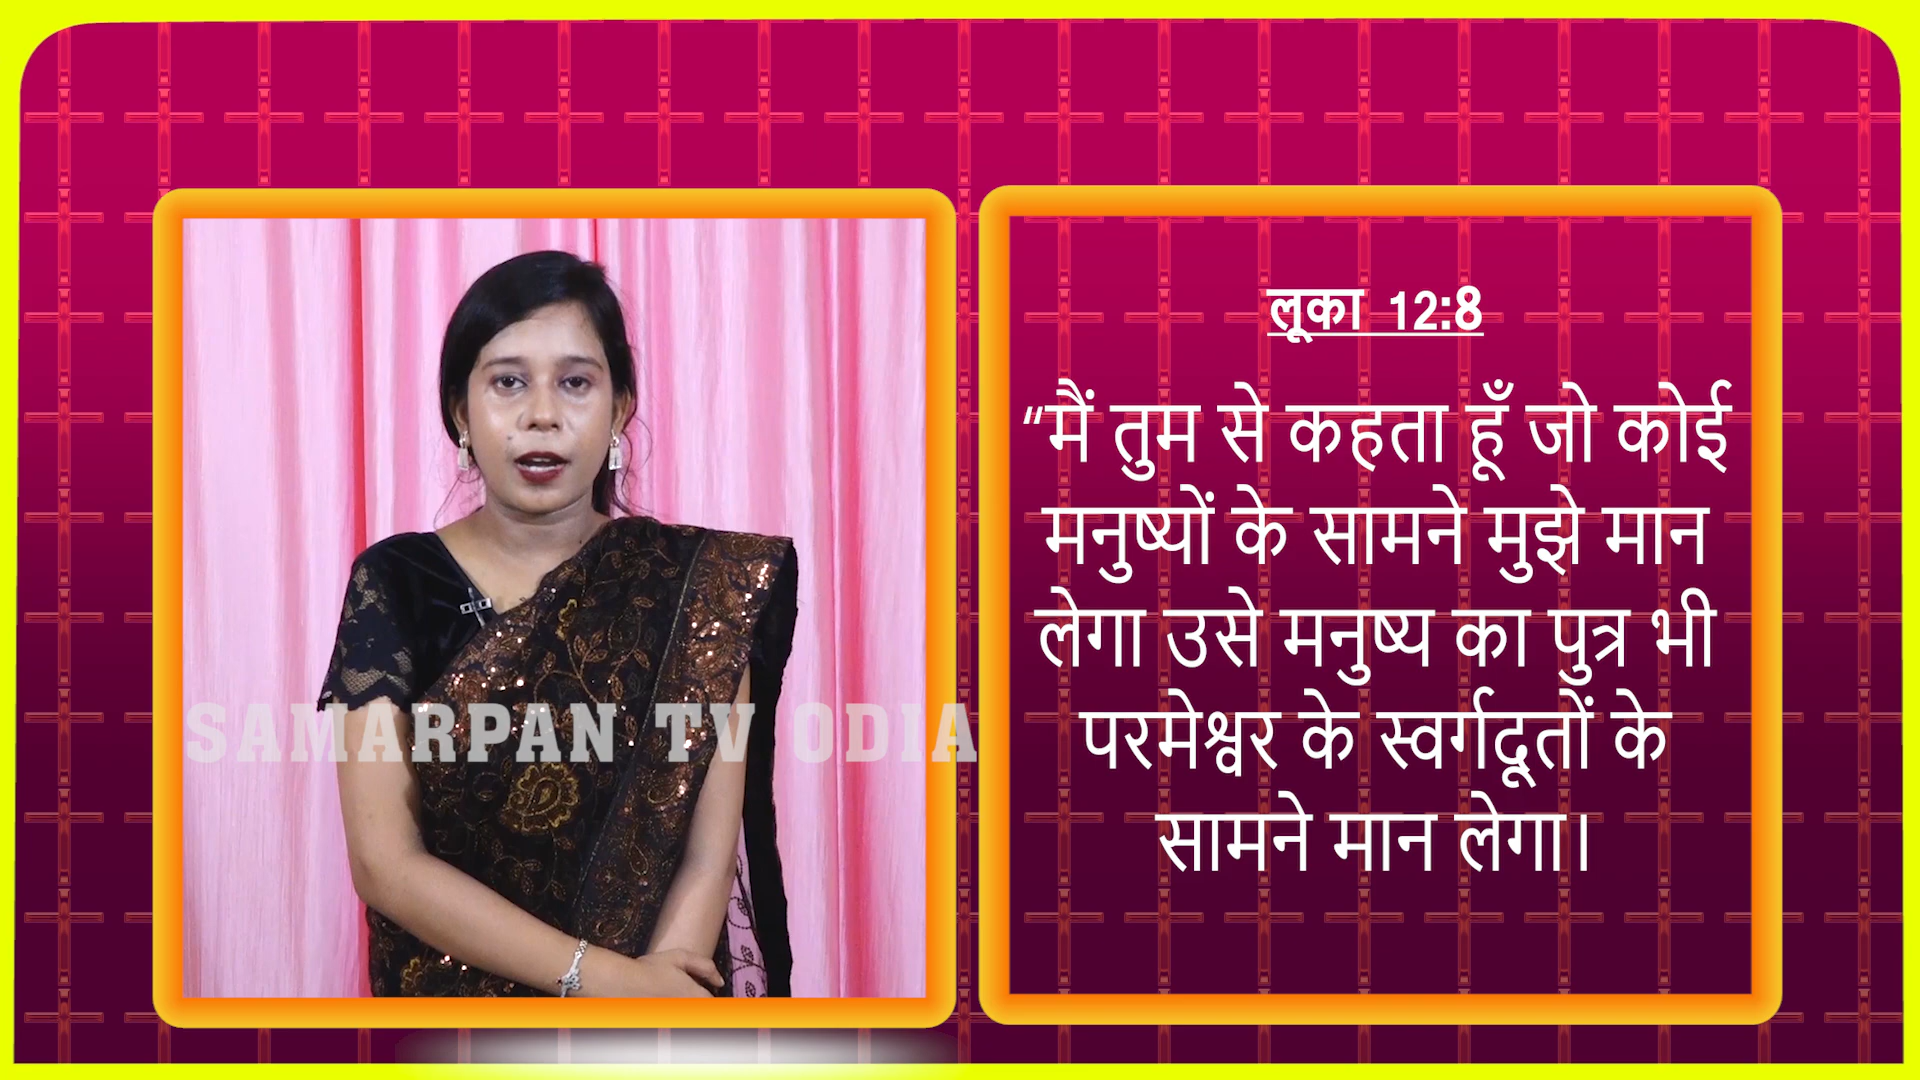 SAMARPAN TV ODIA
लूका 12:8
“मैं तुम से कहता हूँ जो कोई
मनुष्यों के सामने मुझे मान
लेगा उसे मनुष्य का पुत्र भी
परमेश्वर के स्वर्गदूतों के
सामने मान लेगा।